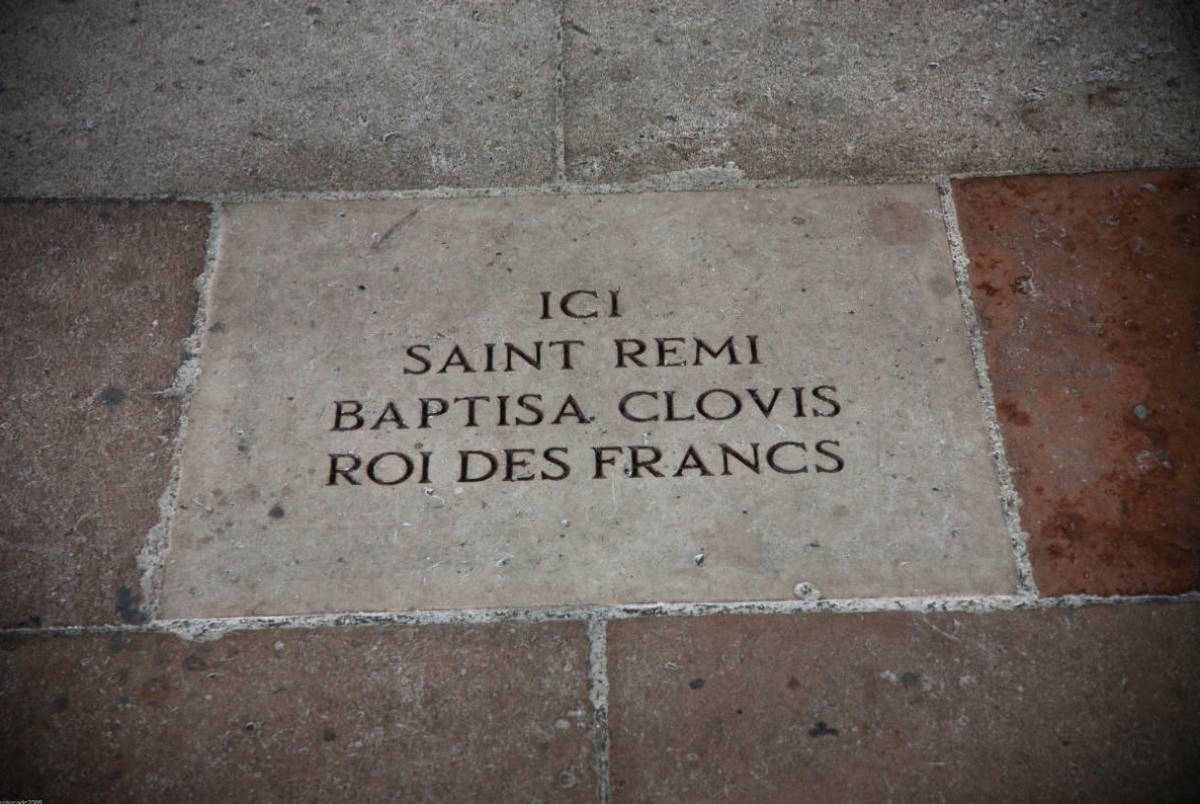 ICI
SAINT REMI
BAPTISA CLOVIS
ROI DES FRANCS